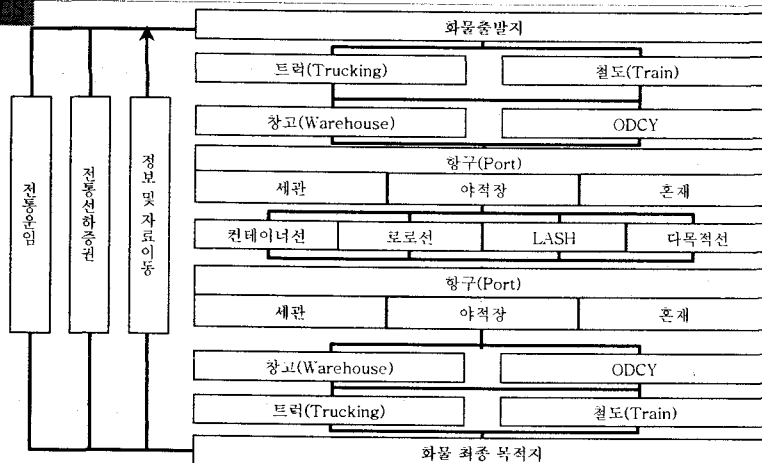 화물출발지
트럭(Trucking)
철도(Train)
창고(Warehouse)
ODCY
항구(Port)
세관
야적장
혼재
컨테이너선
로로선
LASH
다목적선
항구(Port)
세관
야적장
혼재
창고(Warehouse)
ODCY
트럭(Trucking)
철도(Train)
화물 최종 목적지
전통운임
전통선하증권
정보 및 자료이동